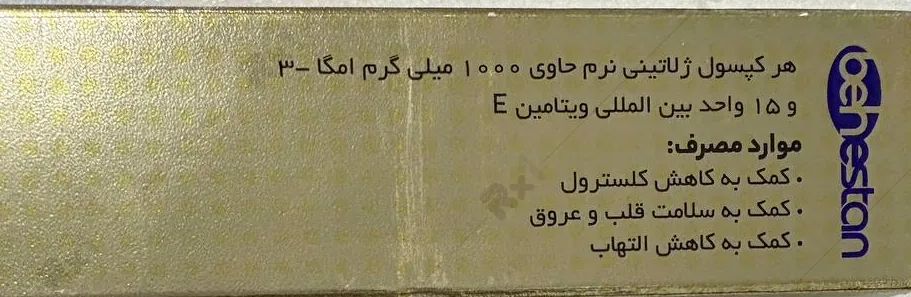 هر کپسول ژلاتینی نرم حاوی ۱۰۰۰ میلی گرم امگا -۳
و ۱۵ واحد بین المللی ویتامین E
موارد مصرف:
• کمک به کاهش کلسترول
• کمک به سلامت قلب و عروق
• کمک به کاهش التهاب
behestan